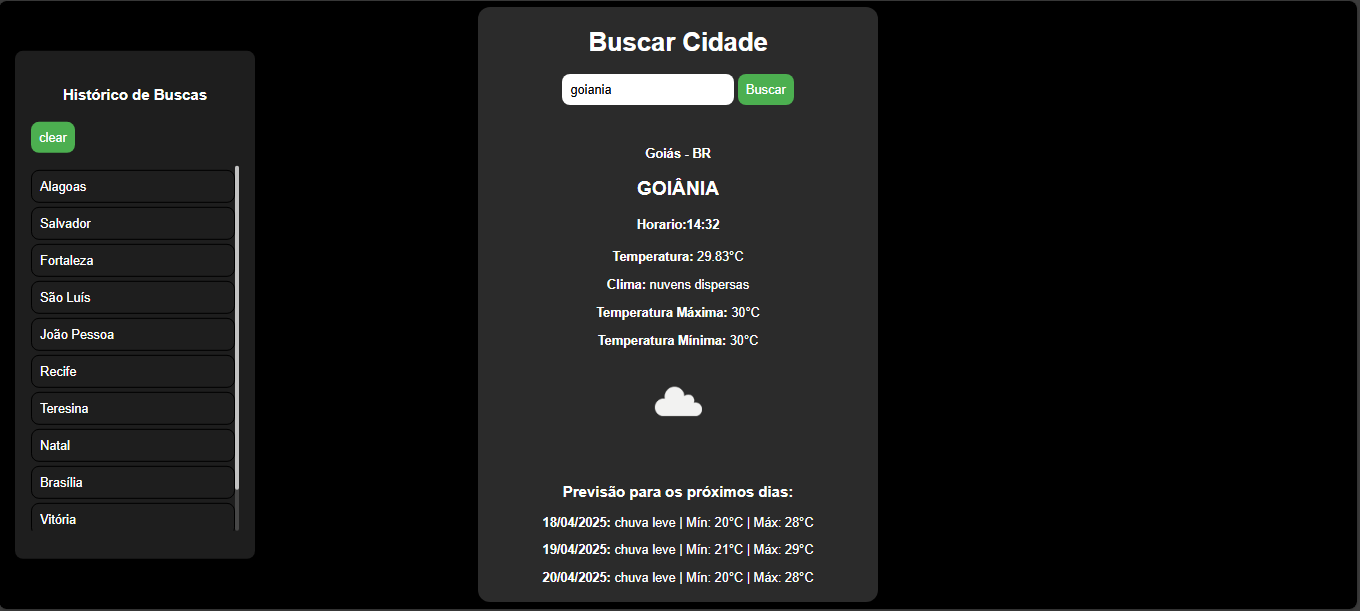 Histórico de Buscas
clear
Alagoas
Salvador
Fortaleza
São Luís
João Pessoa
Recife
Teresina
Natal
Brasília
Vitória
Buscar Cidade
goiania
Buscar
Goiás - BR
GOIÂNIA
Horario:14:32
Temperatura: 29.83°C
Clima: nuvens dispersas
Temperatura Máxima: 30°C
Temperatura Mínima: 30°C
Previsão para os próximos dias:
18/04/2025: chuva leve | Mín: 20°C | Máx: 28°C
19/04/2025: chuva leve | Mín: 21°C | Máx: 29°C
20/04/2025: chuva leve | Mín: 20°C | Máx: 28°C